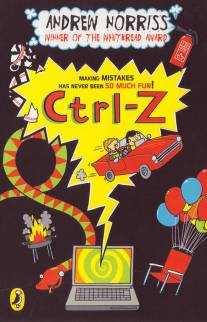 ANDREW NORRISS
WINNER OF THE WHITBREAD AWARD
MAKING MISTAKES
HAS NEVER BEEN SO MUCH FUN!
Ctrl-Z